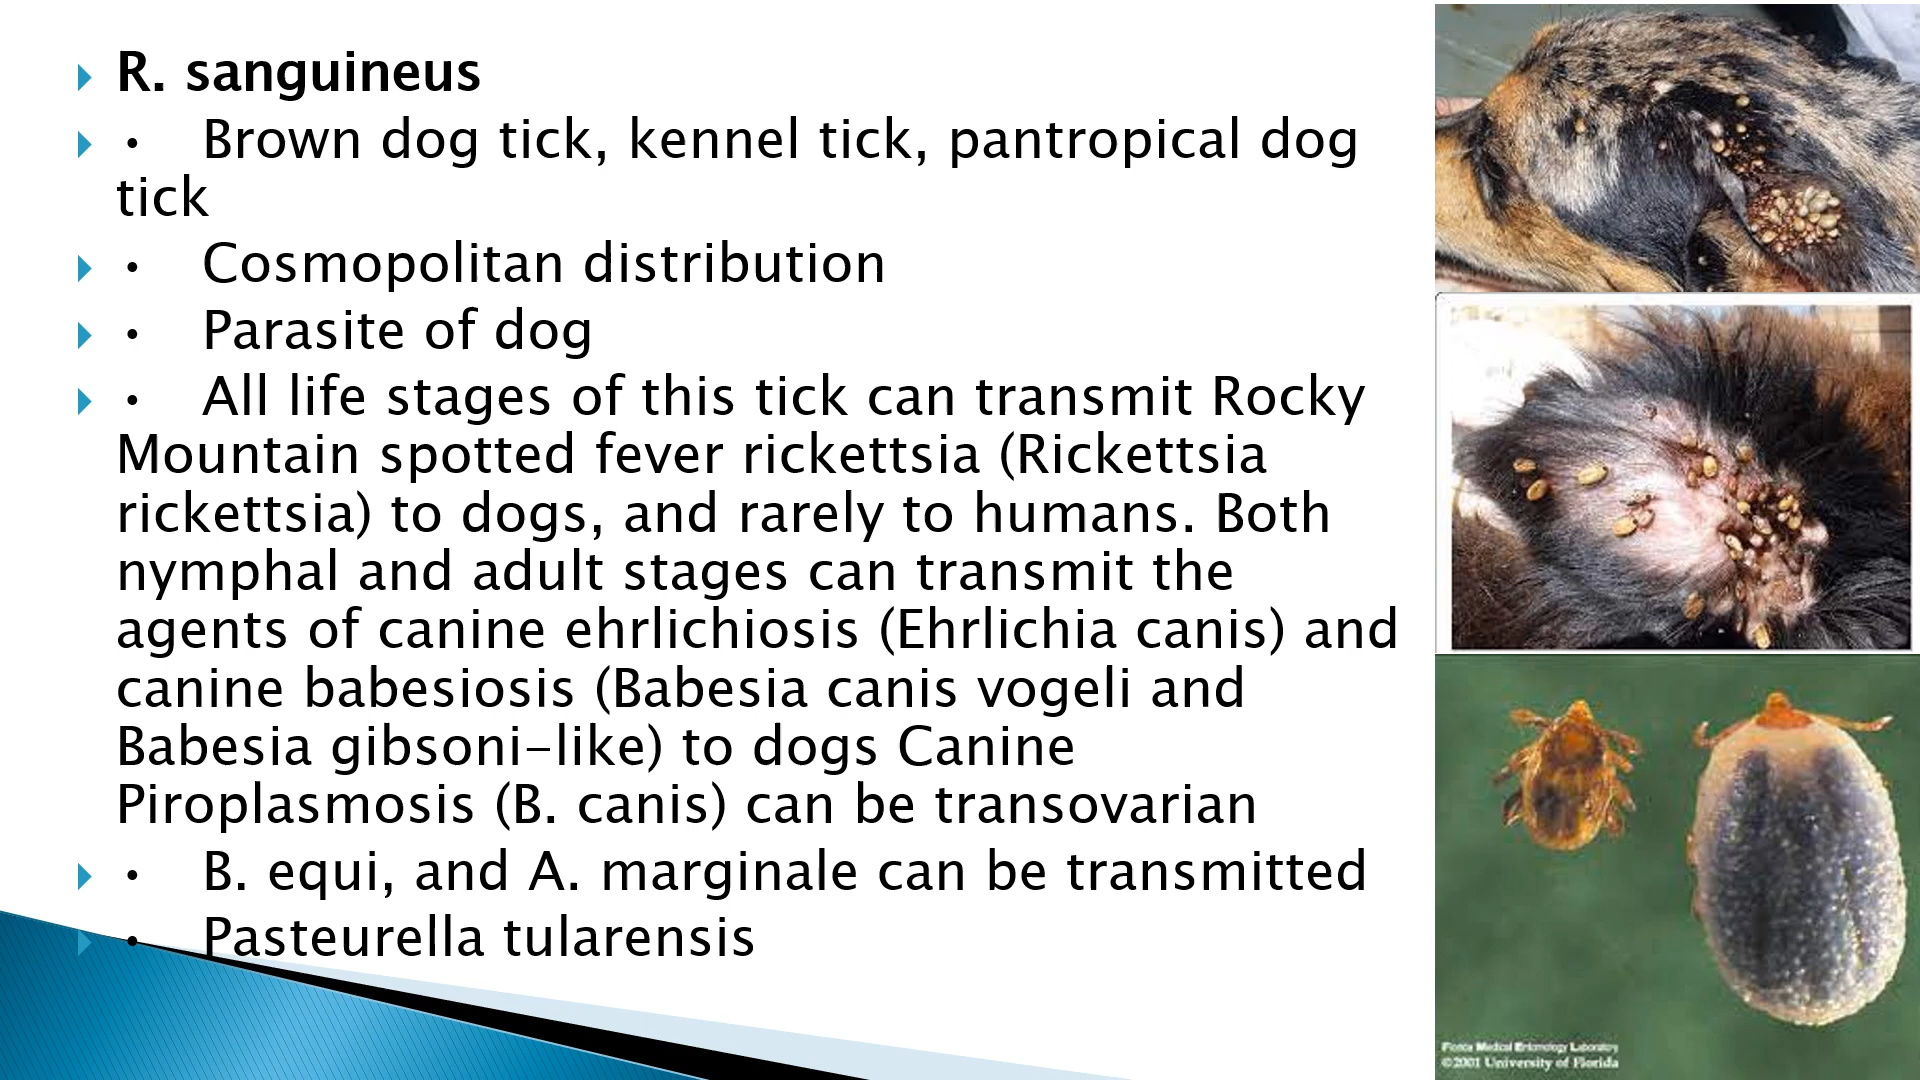 R. sanguineus
• Brown dog tick, kennel tick, pantropical dog
tick
• Cosmopolitan distribution
• Parasite of dog
• All life stages of this tick can transmit Rocky
Mountain spotted fever rickettsia (Rickettsia
rickettsia) to dogs, and rarely to humans. Both
nymphal and adult stages can transmit the
agents of canine ehrlichiosis (Ehrlichia canis) and
canine babesiosis (Babesia canis vogeli and
Babesia gibsoni-like) to dogs Canine
Piroplasmosis (B. canis) can be transovarian
• B. equi, and A. marginale can be transmitted
• Pasteurella tularensis
Florida Medical Entomology Laboratory
©2001 University of Florida